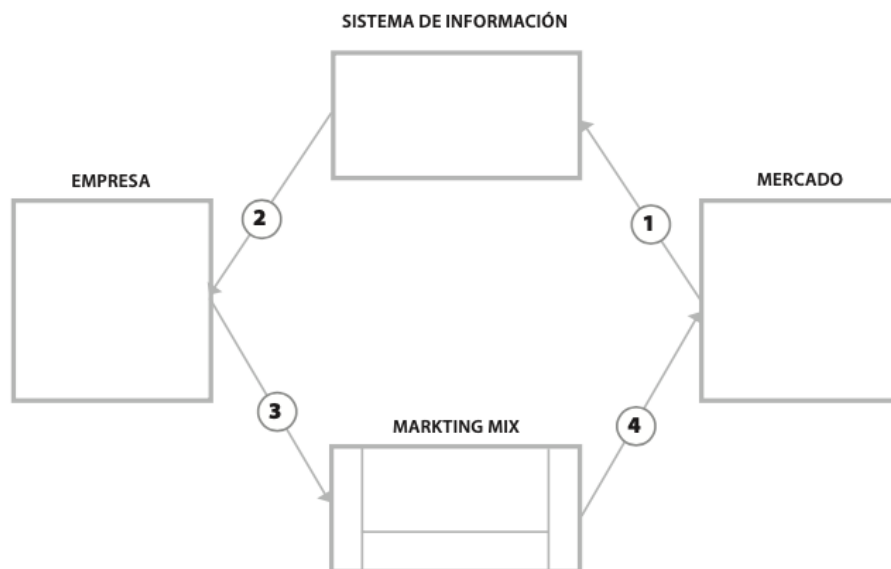 SISTEMA DE INFORMACIÓN
EMPRESA
MERCADO
2
1
3
4
MARKTING MIX